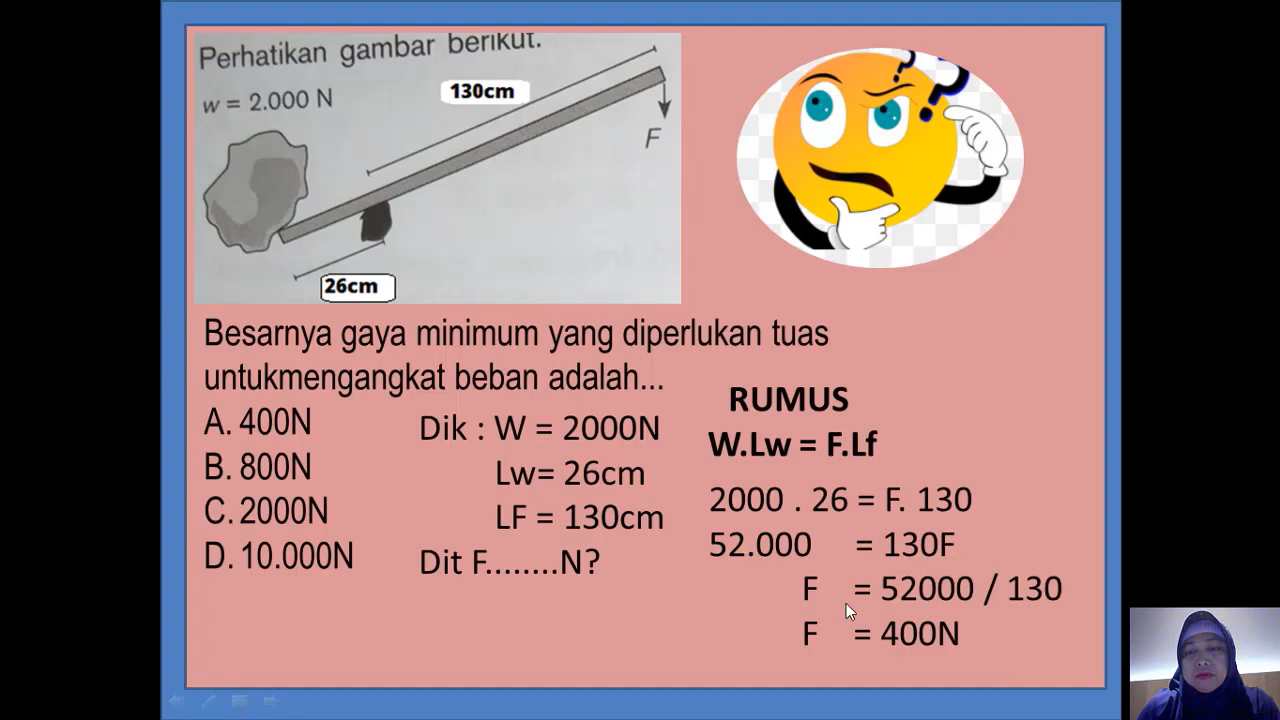 Perhatikan gambar berikut.
w = 2.000 N
130cm
F
26cm
Besarnya gaya minimum yang diperlukan tuas
untukmengangkat beban adalah...
A. 400N
B. 800N
C. 2000N
D. 10.000N
Dik : W = 2000N
Lw= 26cm
LF = 130cm
Dit F........N?
RUMUS
W.Lw = F.Lf
2000 . 26 = F. 130
52.000 = 130F
F = 52000 / 130
F = 400N